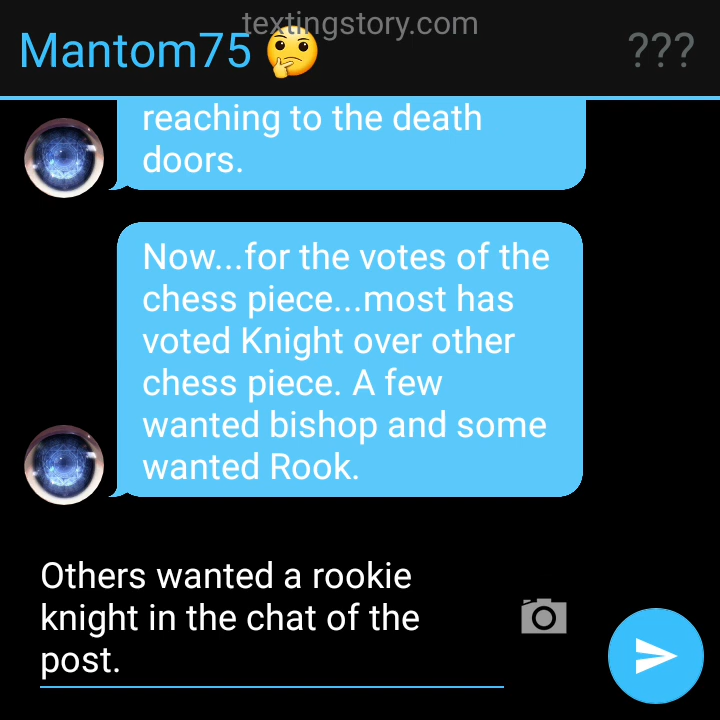 textingstory.com
Mantom75 🤔
???
reaching to the death
doors.
Now...for the votes of the
chess piece...most has
voted Knight over other
chess piece. A few
wanted bishop and some
wanted Rook.
Others wanted a rookie
knight in the chat of the
post.